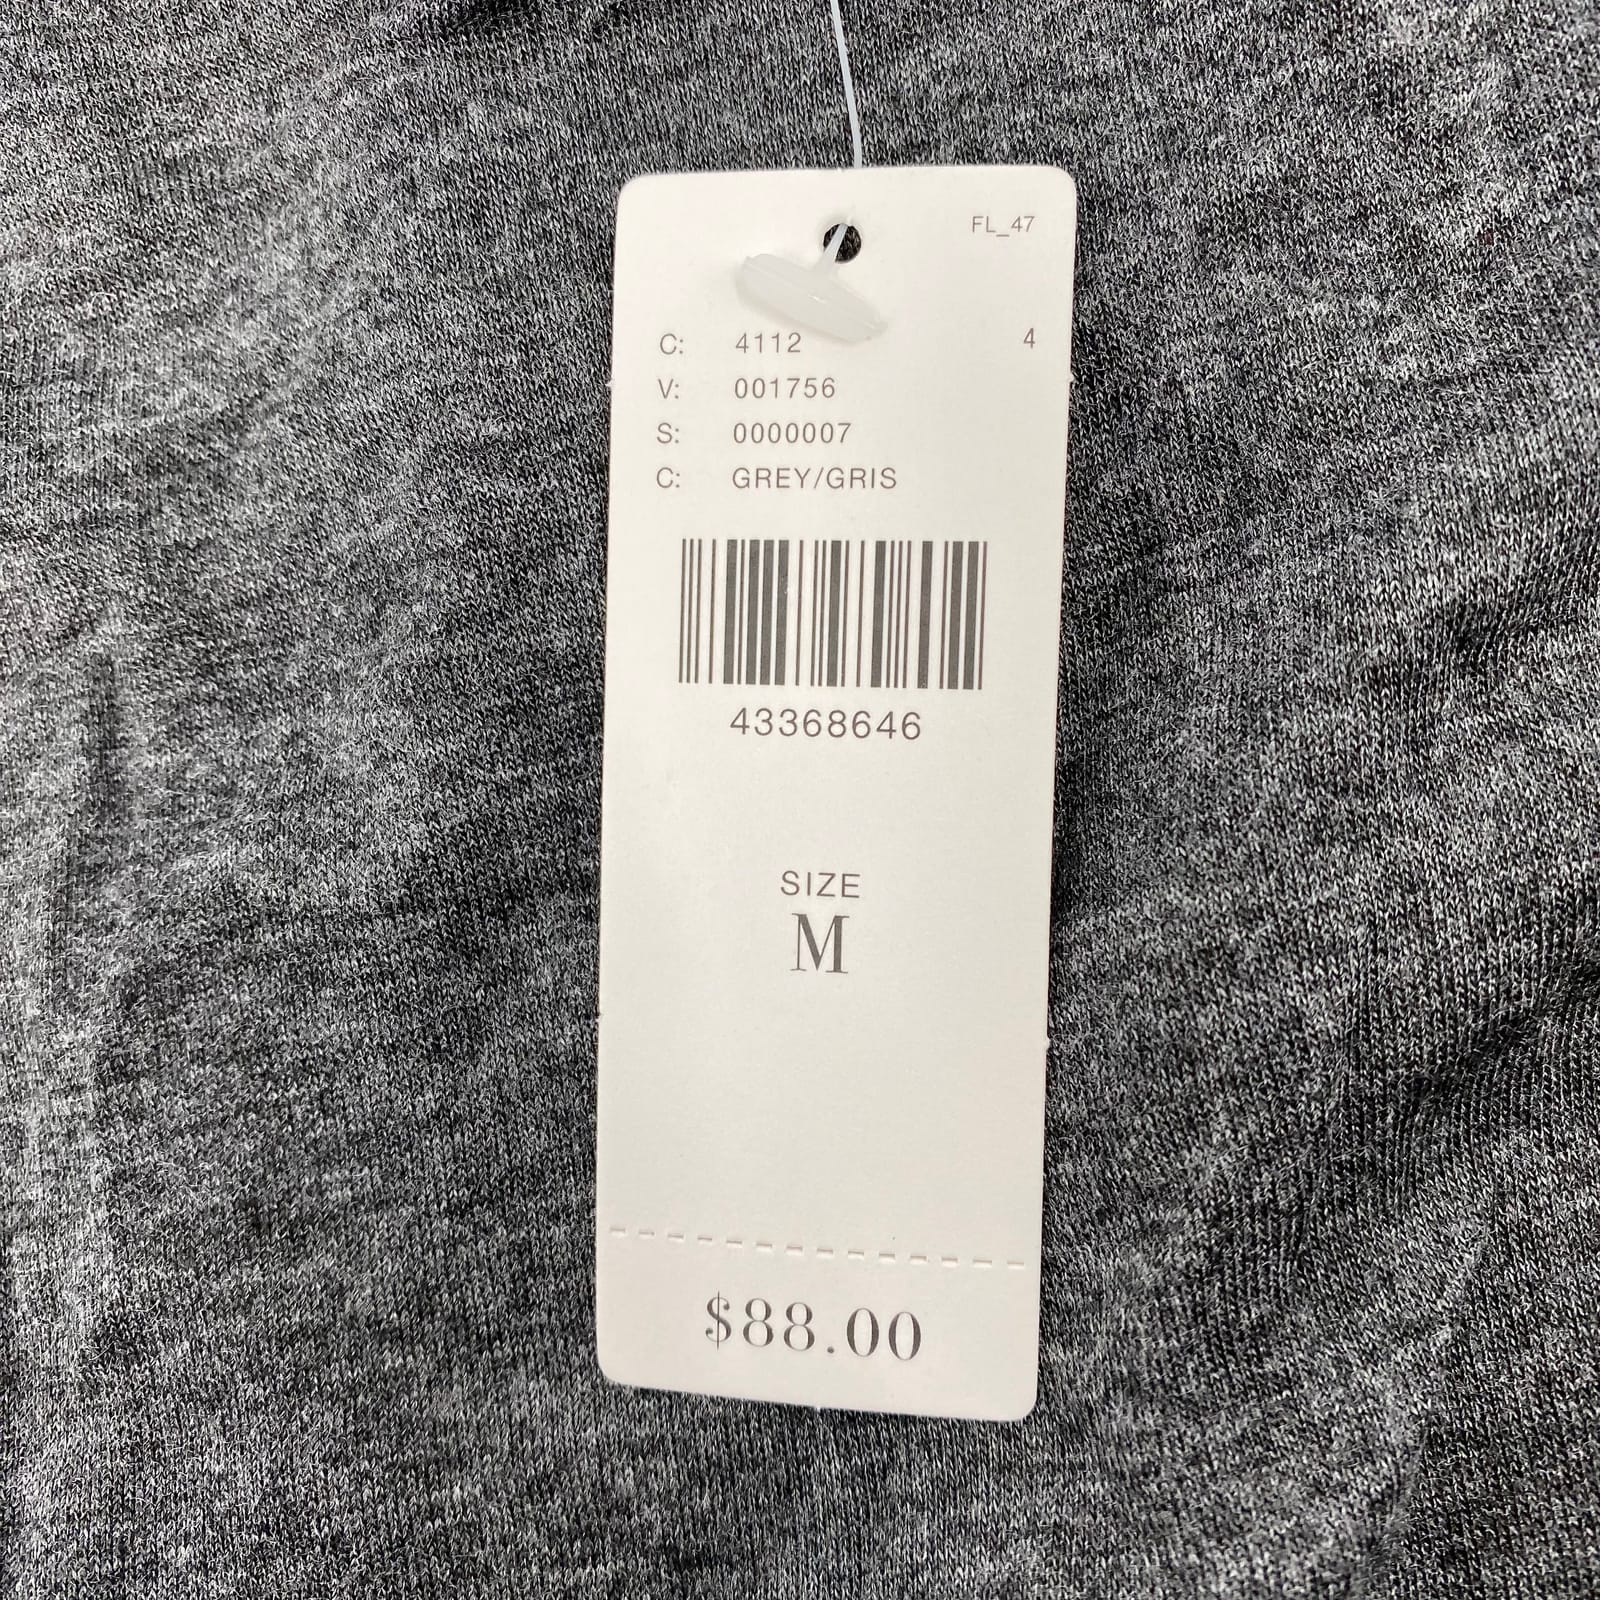 FL_47
C: 4112 4
V: 001756
S: 0000007
C: GREY/GRIS
43368646
SIZE
M
$88.00